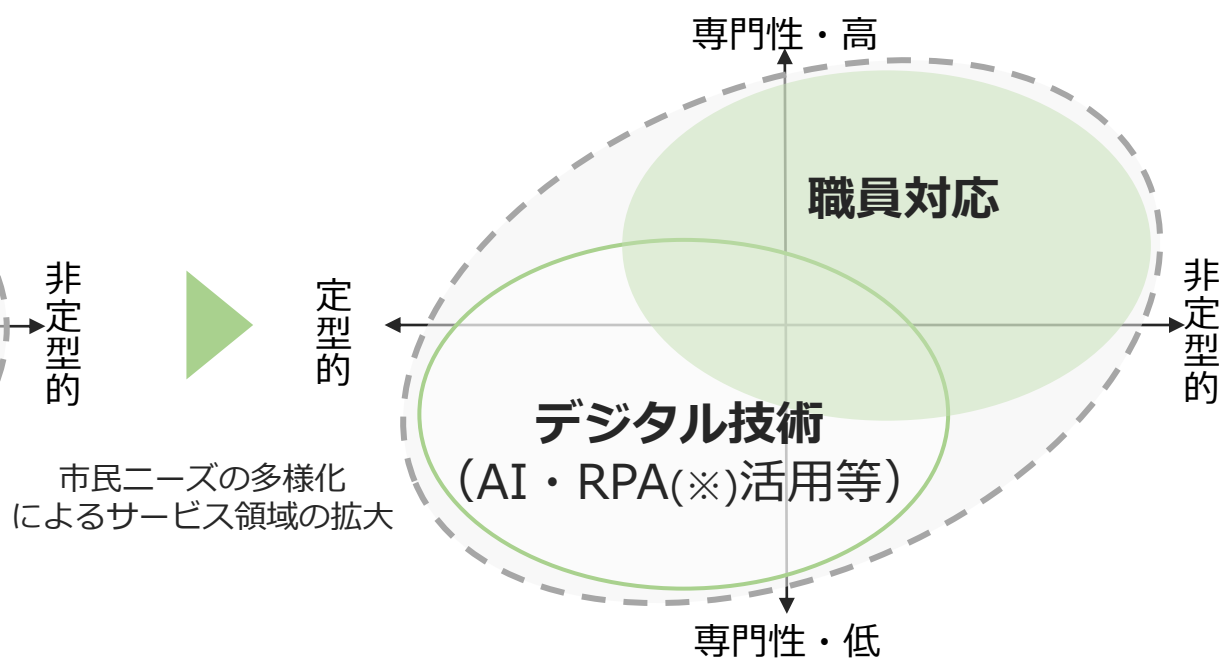 専門性・高
職員対応
非定型的
定型的
非定型的
デジタル技術
（AI・RPA(※)活用等）
市民ニーズの多様化
によるサービス領域の拡大
専門性・低